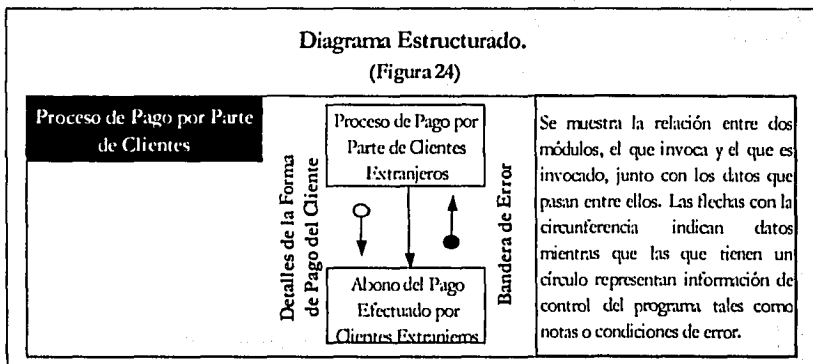 Diagrama Estructurado.
(Figura 24)
Proceso de Pago por Parte
de Clientes
Detalles de la Forma
de Pago del Cliente
Proceso de Pago por
Parte de Clientes
Extranjeros
Abono del Pago
Efectuado por
Clientes Extranjeros
Bandera de Error
Se muestra la relación entre dos
módulos, el que invoca y el que es
invocado, junto con los datos que
pasan entre ellos. Las flechas con la
circunferencia indican datos
mientras que las que tienen un
círculo representan información de
control del programa tales como
notas o condiciones de error.